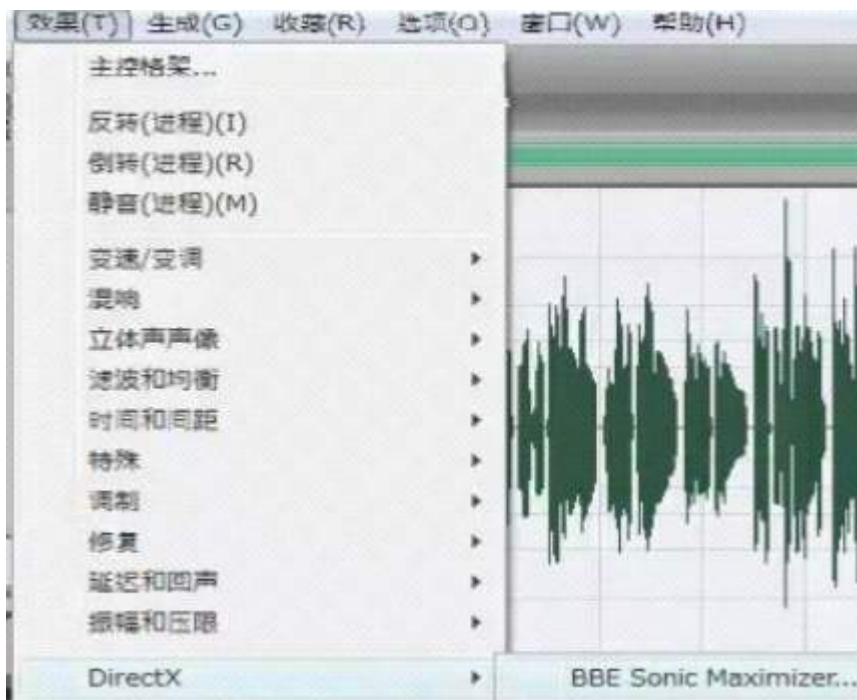 效果(T) 生成(G) 收藏(R) 选项(O) 窗口(W) 帮助(H)
主控格架...
反转(进程)(I)
倒转(进程)(R)
静音(进程)(M)
变速/变调
混响
立体声声像
滤波和均衡
时间和间距
特殊
调制
修复
延迟和回声
振幅和压限
DirectX
BBE Sonic Maximizer...